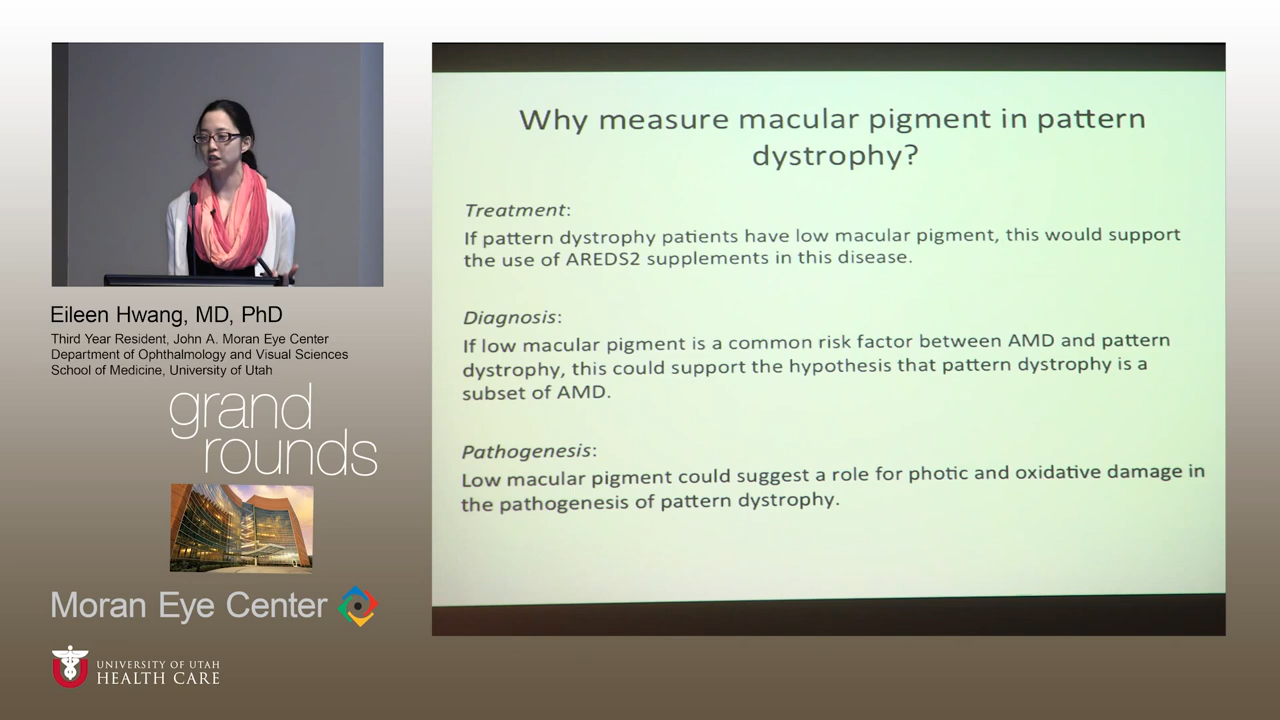 Eileen Hwang, MD, PhD
Third Year Resident, John A. Moran Eye Center
Department of Ophthalmology and Visual Sciences
School of Medicine, University of Utah
grand
rounds
Moran Eye Center
UNIVERSITY OF UTAH
HEALTH CARE
Why measure macular pigment in pattern
dystrophy?
Treatment:
If pattern dystrophy patients have low macular pigment, this would support
the use of AREDS2 supplements in this disease.
Diagnosis:
If low macular pigment is a common risk factor between AMD and pattern
dystrophy, this could support the hypothesis that pattern dystrophy is a
subset of AMD.
Pathogenesis:
Low macular pigment could suggest a role for photic and oxidative damage in
the pathogenesis of pattern dystrophy.